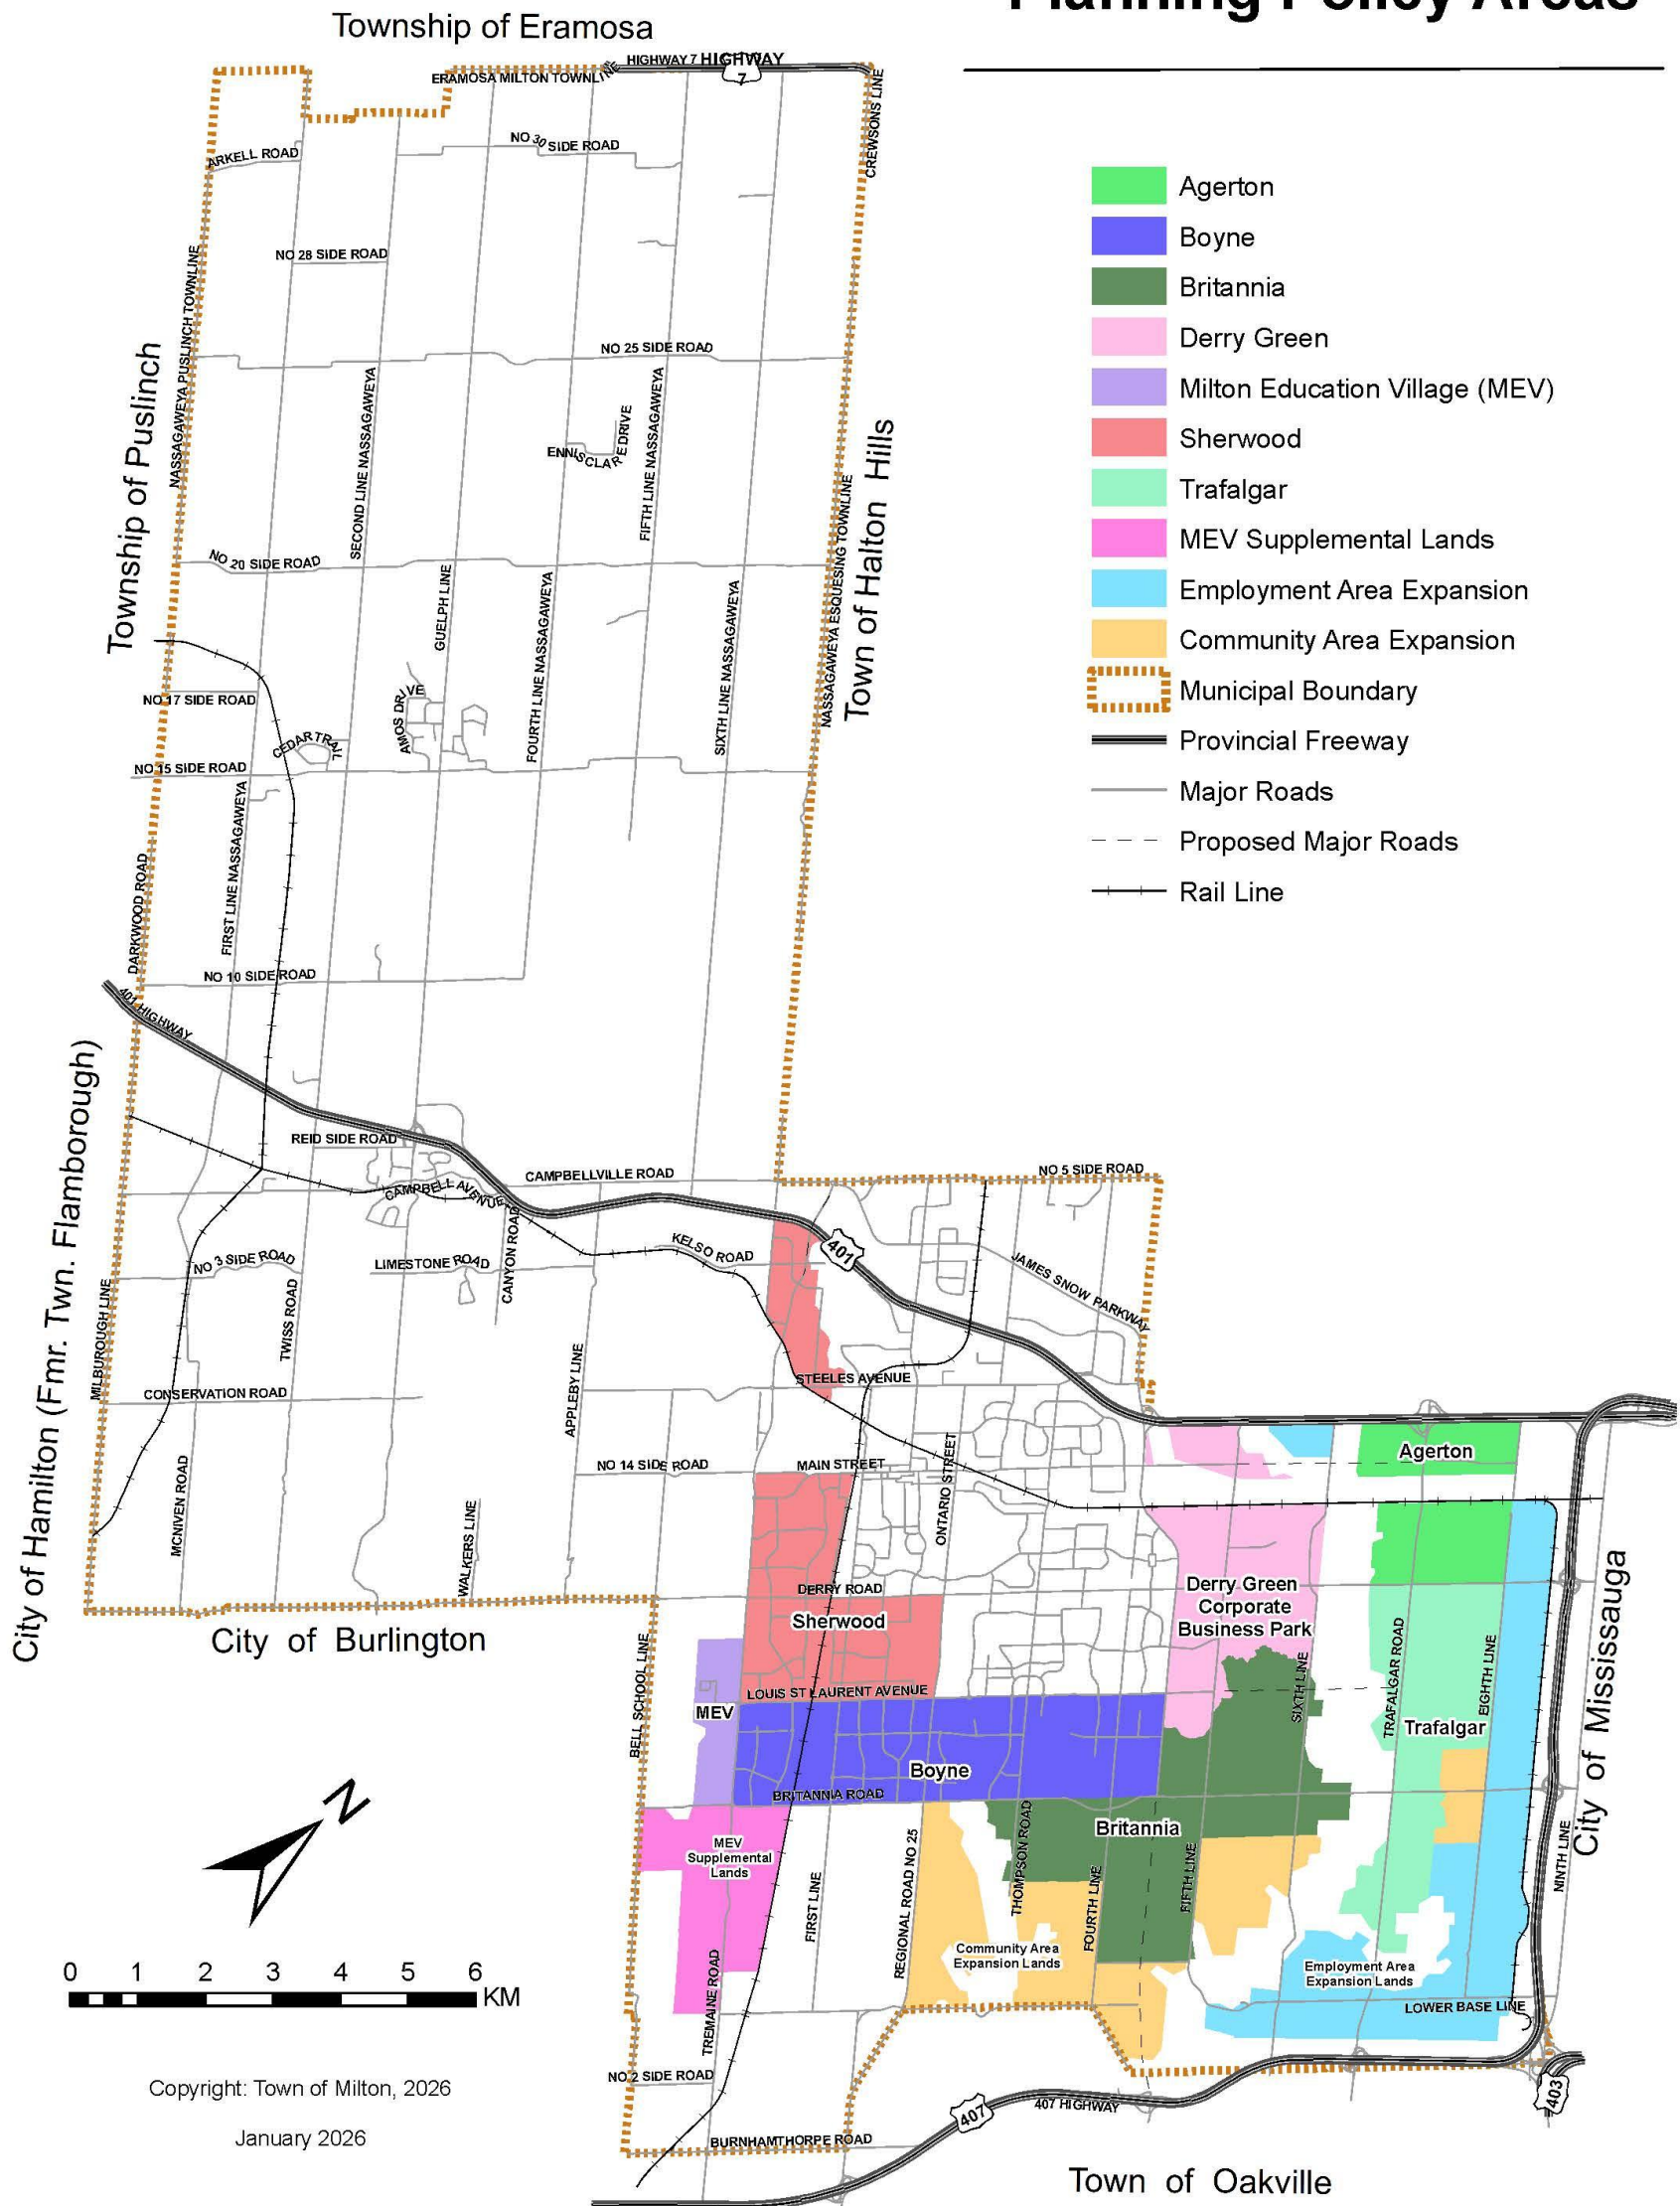 Planning Policy Areas
Township of Eramosa
HIGHWAY 7
HIGHWAY
7
ERAMOSA MILTON TOWNLINE
CREWSONS LINE
NO 30 SIDE ROAD
ARKELL ROAD
NO 28 SIDE ROAD
NASSAGAWEYA PUSLINCH TOWNLINE
NO 25 SIDE ROAD
Township of Puslinch
SECOND LINE NASSAGAWEYA
ENNISCLARE DRIVE
FIFTH LINE NASSAGAWEYA
Town of Halton Hills
NASSAGAWEYA ESQUESING TOWNLINE
NO 20 SIDE ROAD
GUELPH LINE
FOURTH LINE NASSAGAWEYA
SIXTH LINE NASSAGAWEYA
NO 17 SIDE ROAD
AMOS DRIVE
CEDAR TRAIL
NO 15 SIDE ROAD
FIRST LINE NASSAGAWEYA
DARKWOOD ROAD
NO 10 SIDE ROAD
401 HIGHWAY
Agerton
Boyne
Britannia
Derry Green
Milton Education Village (MEV)
Sherwood
Trafalgar
MEV Supplemental Lands
Employment Area Expansion
Community Area Expansion
Municipal Boundary
Provincial Freeway
Major Roads
Proposed Major Roads
Rail Line
City of Hamilton (Fmr. Twn. Flamborough)
REID SIDE ROAD
CAMPBELLVILLE ROAD
NO 5 SIDE ROAD
CAMPBELL AVENUE
CANYON ROAD
KELSO ROAD
401
JAMES SNOW PARKWAY
NO 3 SIDE ROAD
LIMESTONE ROAD
MILBOROUGH LINE
TWISS ROAD
APPLEBY LINE
STEELES AVENUE
CONSERVATION ROAD
MCNIVEN ROAD
NO 14 SIDE ROAD
MAIN STREET
ONTARIO STREET
WALKERS LINE
Agerton
DERRY ROAD
Sherwood
Derry Green
Corporate
Business Park
City of Burlington
BELL SCHOOL LINE
LOUIS ST LAURENT AVENUE
MEV
SIXTH LINE
TRAFALGAR ROAD
EIGHTH LINE
Trafalgar
City of Mississauga
Boyne
BRITANNIA ROAD
Britannia
MEV
Supplemental
Lands
FIRST LINE
REGIONAL ROAD NO 25
THOMPSON ROAD
FOURTH LINE
FIFTH LINE
NINTH LINE
Community Area
Expansion Lands
Employment Area
Expansion Lands
LOWER BASE LINE
TREMAINE ROAD
N
0 1 2 3 4 5 6
KM
NO 2 SIDE ROAD
Copyright: Town of Milton, 2026
January 2026
407
407 HIGHWAY
403
BURNHAMTHORPE ROAD
Town of Oakville